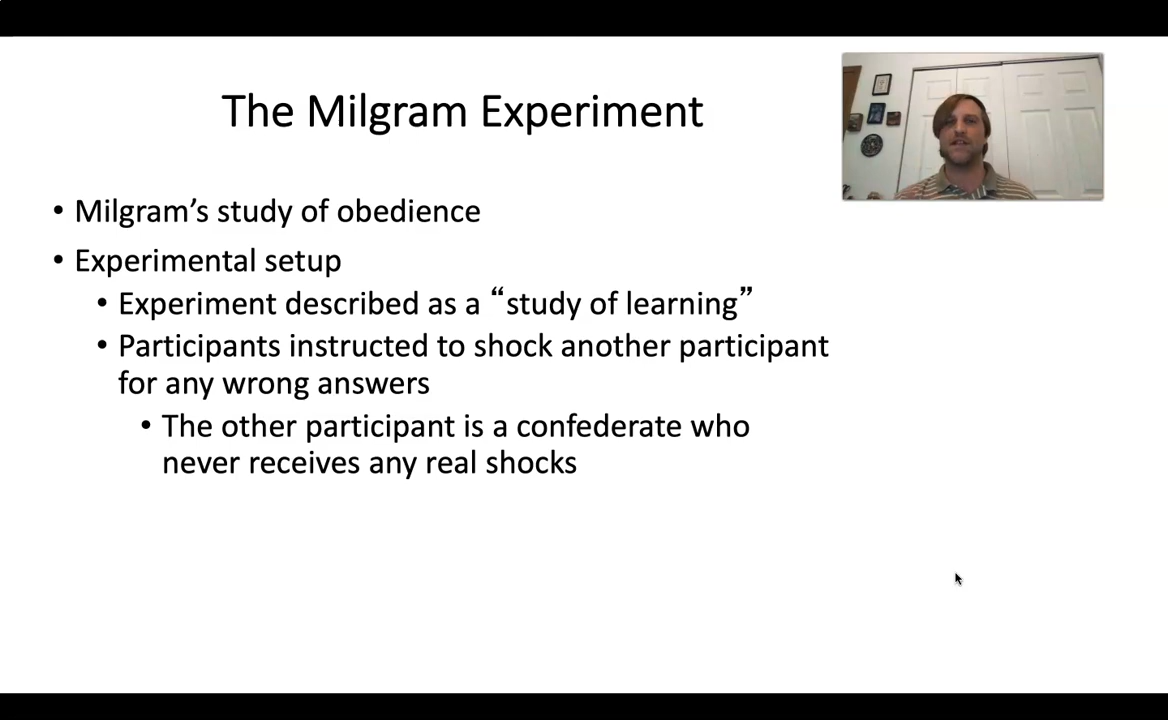 The Milgram Experiment
• Milgram’s study of obedience
• Experimental setup
• Experiment described as a “study of learning”
• Participants instructed to shock another participant
for any wrong answers
• The other participant is a confederate who
never receives any real shocks